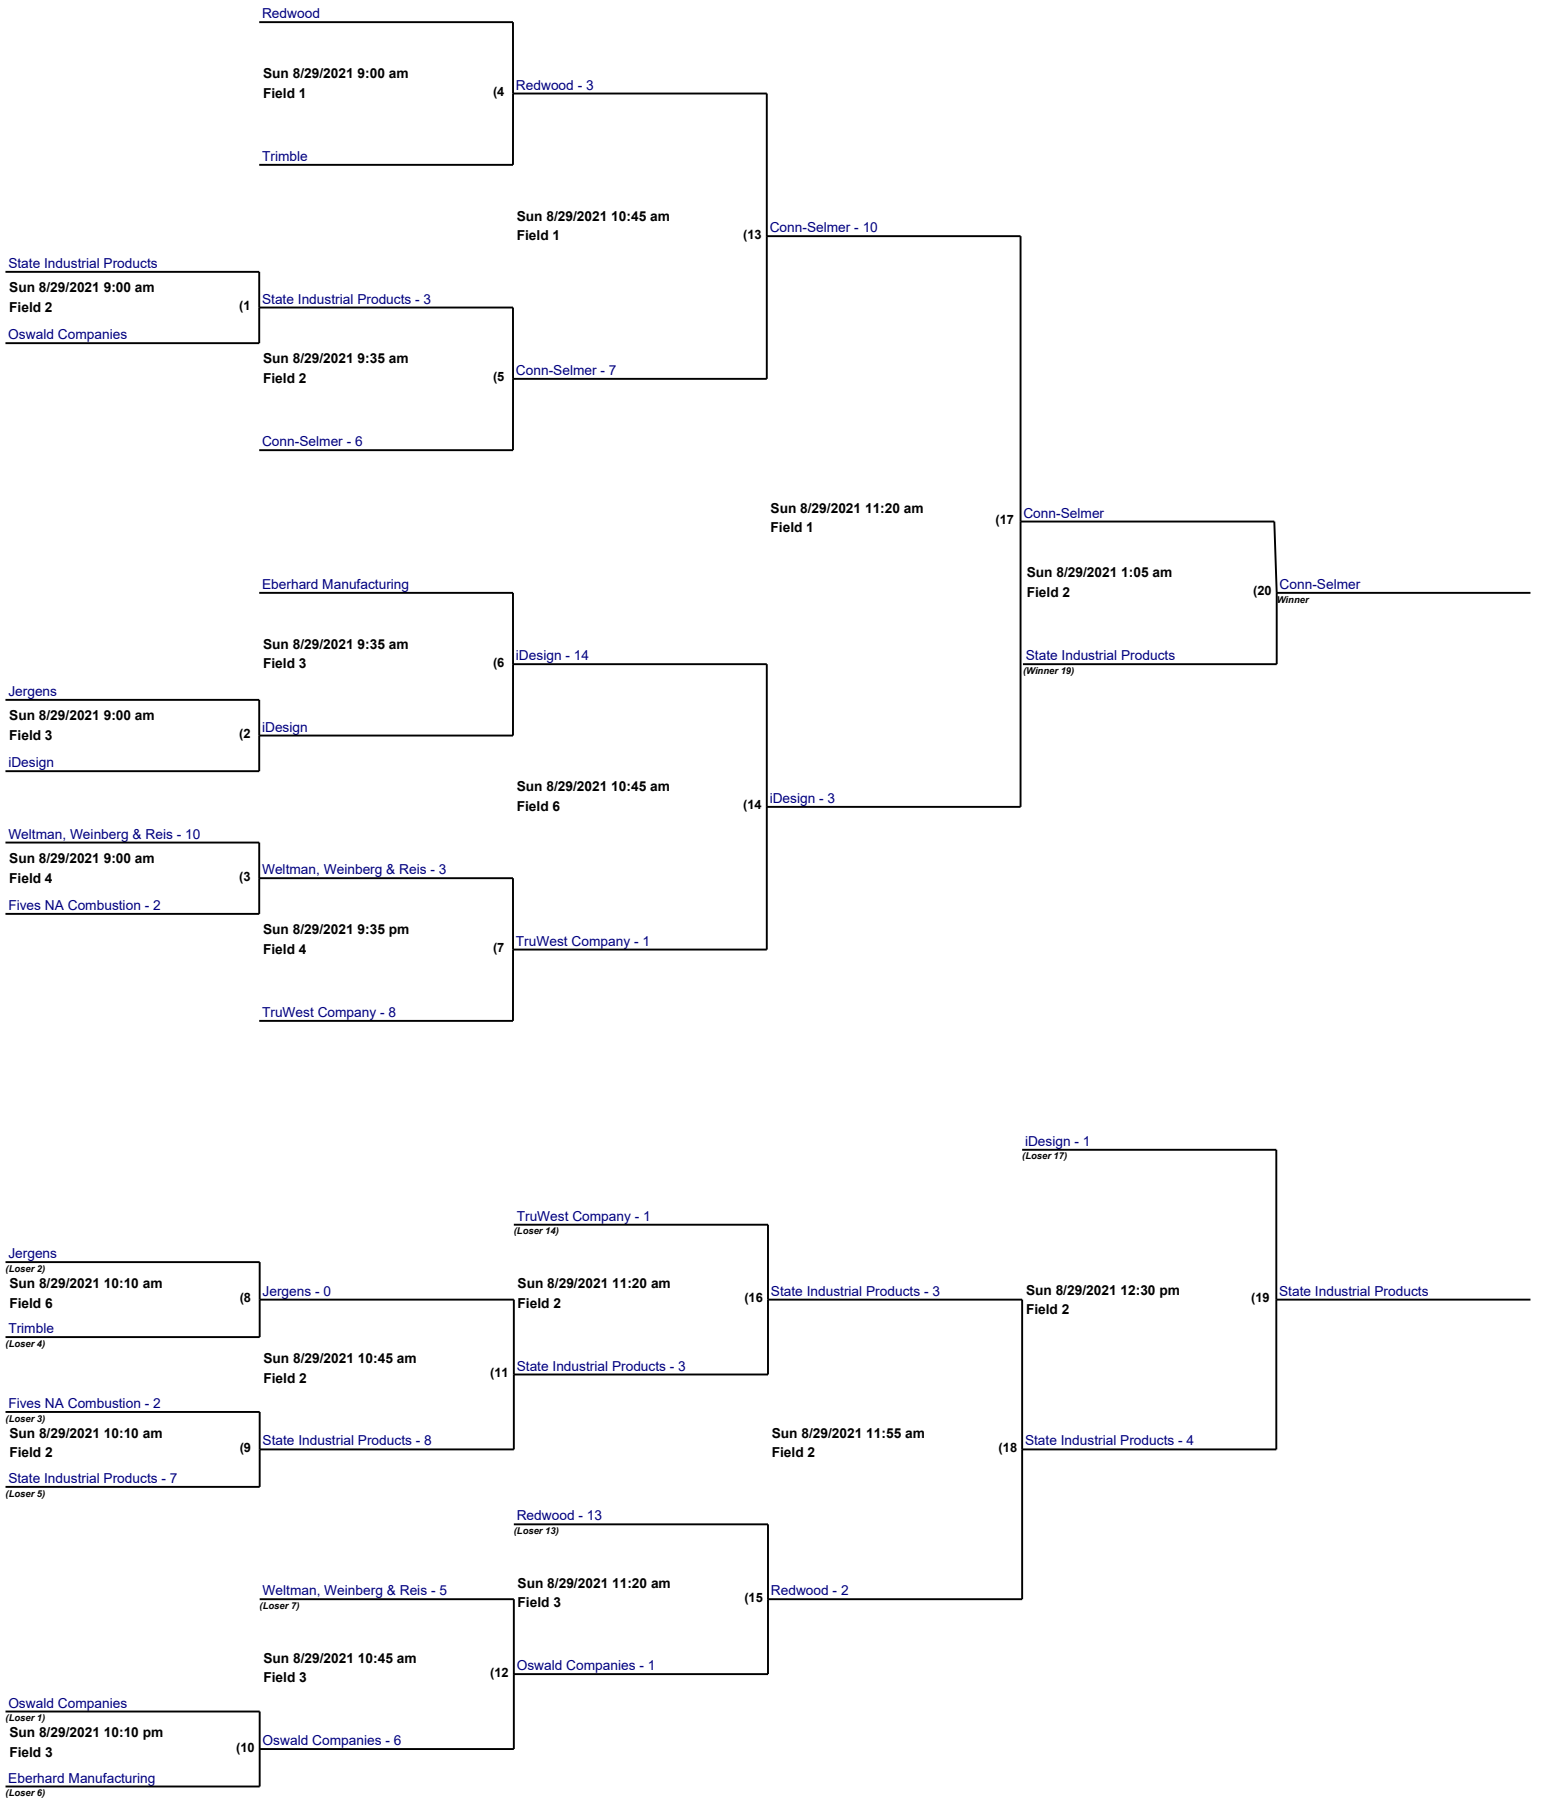 Redwood
Sun 8/29/2021 9:00 am
Field 1
(4
Redwood - 3
Trimble
Sun 8/29/2021 10:45 am
Field 1
(13
Conn-Selmer - 10
State Industrial Products
Sun 8/29/2021 9:00 am
Field 2
(1
State Industrial Products - 3
Oswald Companies
Sun 8/29/2021 9:35 am
Field 2
(5
Conn-Selmer - 7
Conn-Selmer - 6
Sun 8/29/2021 11:20 am
Field 1
(17
Conn-Selmer
Sun 8/29/2021 1:05 am
Field 2
(20
Conn-Selmer
Winner
Eberhard Manufacturing
Sun 8/29/2021 9:35 am
Field 3
(6
iDesign - 14
State Industrial Products
(Winner 19)
Jergens
Sun 8/29/2021 9:00 am
Field 3
(2
iDesign
iDesign
Sun 8/29/2021 10:45 am
Field 6
(14
iDesign - 3
Weltman, Weinberg & Reis - 10
Sun 8/29/2021 9:00 am
Field 4
(3
Weltman, Weinberg & Reis - 3
Fives NA Combustion - 2
Sun 8/29/2021 9:35 pm
Field 4
(7
TruWest Company - 1
TruWest Company - 8
iDesign - 1
(Loser 17)
TruWest Company - 1
(Loser 14)
Jergens
(Loser 2)
Sun 8/29/2021 10:10 am
Field 6
(8
Jergens - 0
Sun 8/29/2021 11:20 am
Field 2
(16
State Industrial Products - 3
Sun 8/29/2021 12:30 pm
Field 2
(19
State Industrial Products
Trimble
(Loser 4)
Sun 8/29/2021 10:45 am
Field 2
(11
State Industrial Products - 3
Fives NA Combustion - 2
(Loser 3)
Sun 8/29/2021 10:10 am
Field 2
(9
State Industrial Products - 8
Sun 8/29/2021 11:55 am
Field 2
(18
State Industrial Products - 4
State Industrial Products - 7
(Loser 5)
Redwood - 13
(Loser 13)
Weltman, Weinberg & Reis - 5
(Loser 7)
Sun 8/29/2021 11:20 am
Field 3
(15
Redwood - 2
Sun 8/29/2021 10:45 am
Field 3
(12
Oswald Companies - 1
Oswald Companies
(Loser 1)
Sun 8/29/2021 10:10 pm
Field 3
(10
Oswald Companies - 6
Eberhard Manufacturing
(Loser 6)